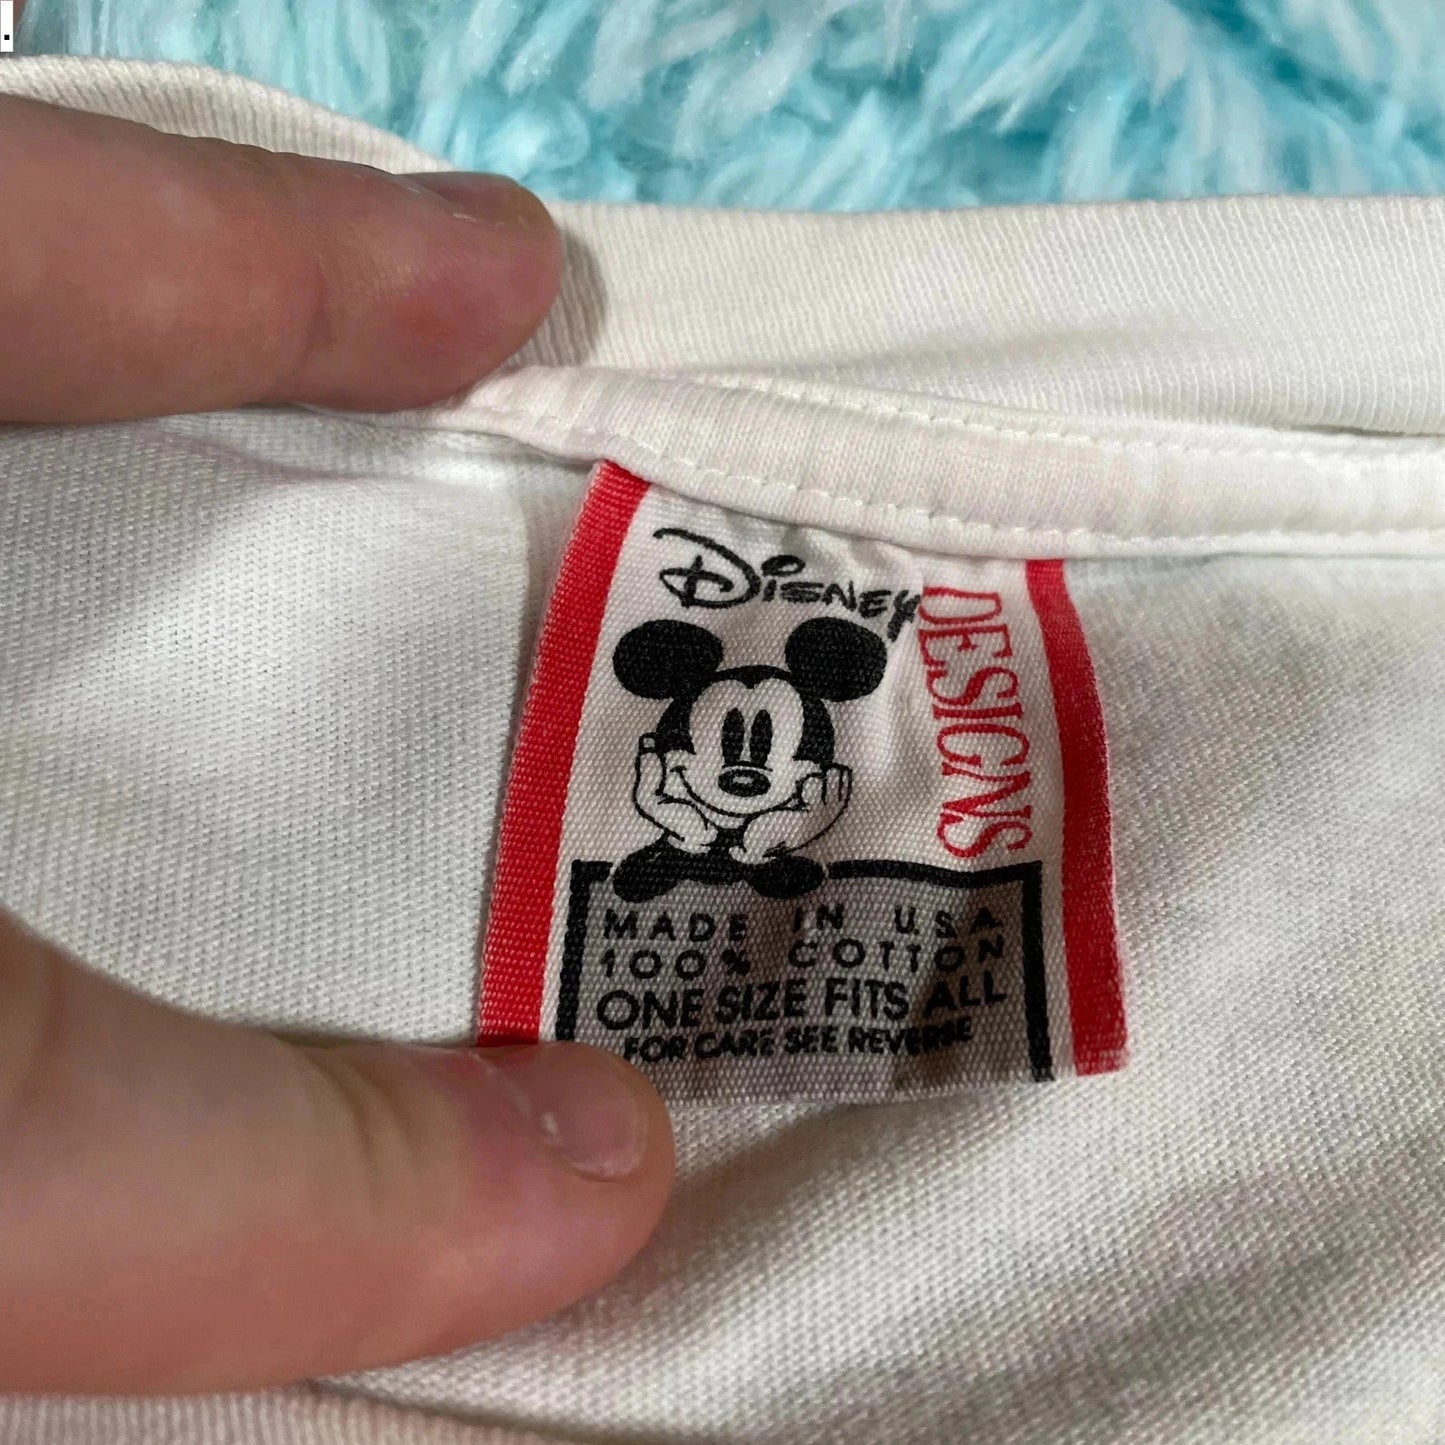 .
Disney
DESIGNS
MADE IN USA
100% COTTON
ONE SIZE FITS ALL
FOR CARE SEE REVERSE